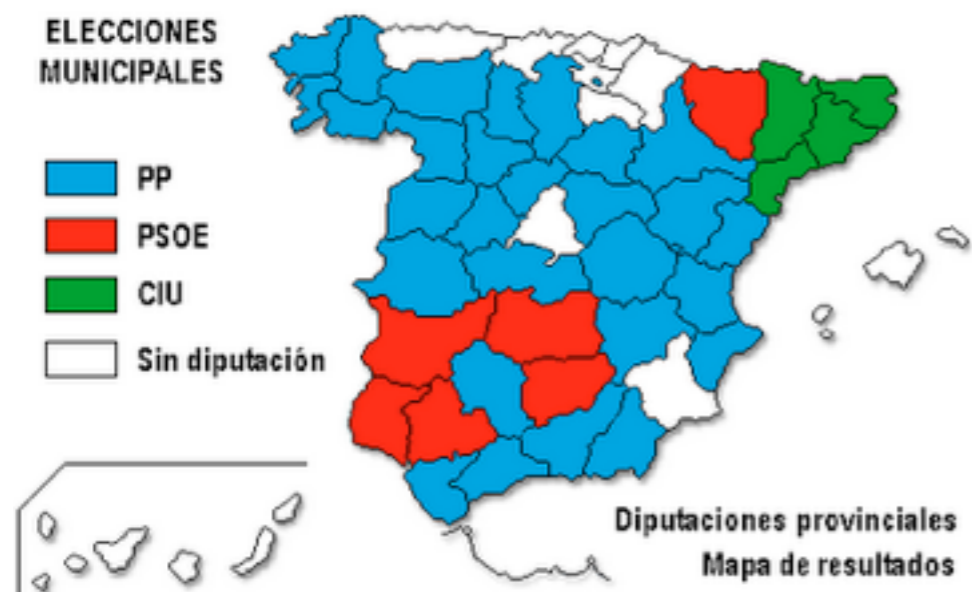 ELECCIONES
MUNICIPALES
PP
PSOE
CIU
Sin diputación
Diputaciones provinciales
Mapa de resultados